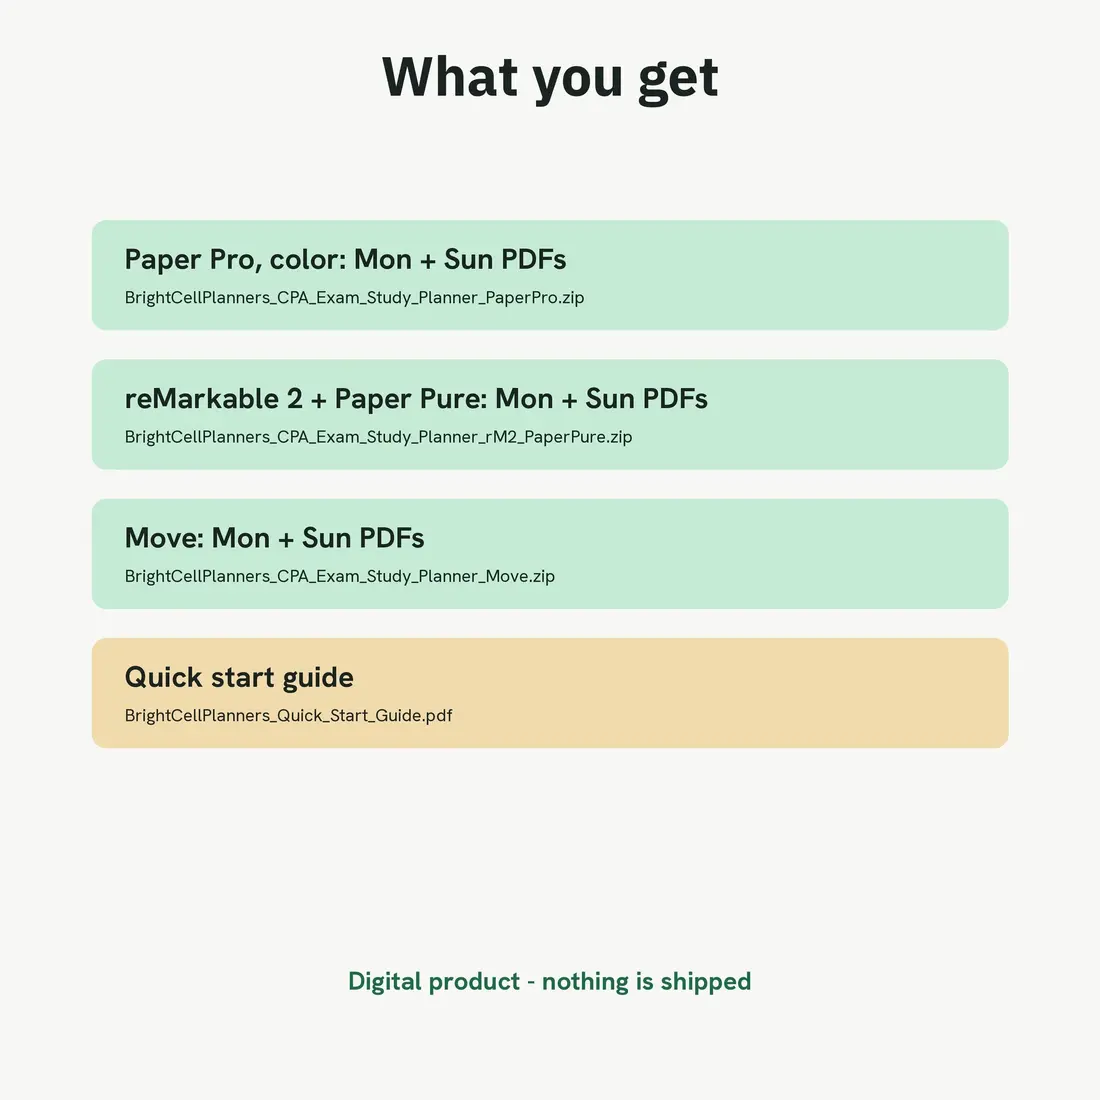 What you get
Paper Pro, color: Mon + Sun PDFs
BrightCellPlanners_CPA_Exam_Study_Planner_PaperPro.zip
reMarkable 2 + Paper Pure: Mon + Sun PDFs
BrightCellPlanners_CPA_Exam_Study_Planner_rM2_PaperPure.zip
Move: Mon + Sun PDFs
BrightCellPlanners_CPA_Exam_Study_Planner_Move.zip
Quick start guide
BrightCellPlanners_Quick_Start_Guide.pdf
Digital product - nothing is shipped